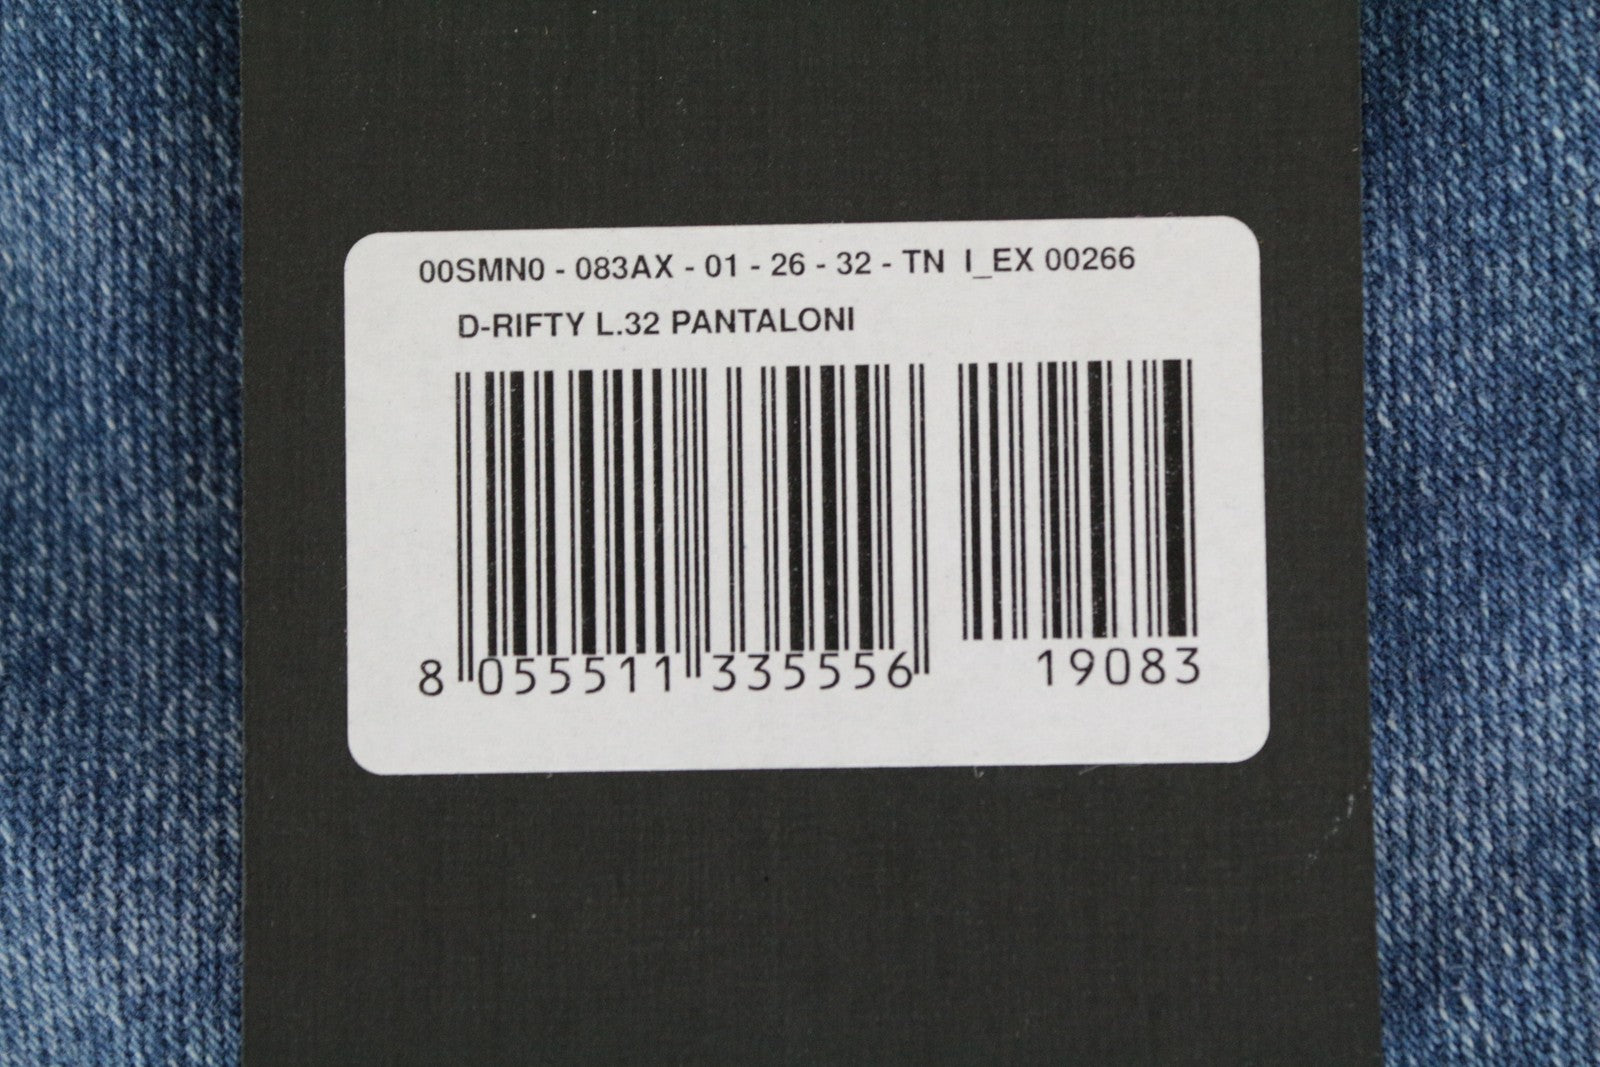 00SMN0 - 083AX - 01 - 26 - 32 - TN I_EX 00266
D-RIFTY L.32 PANTALONI
8 055511 335556 19083